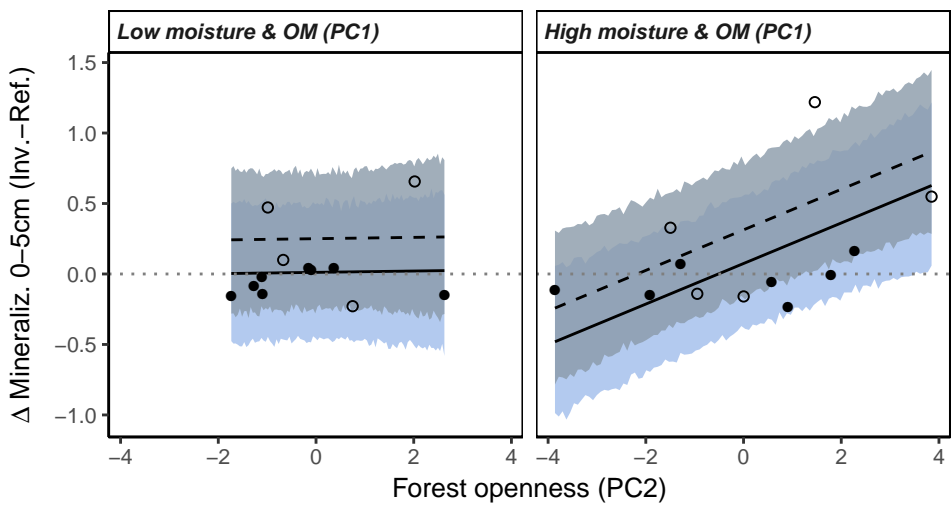 Low moisture & OM (PC1)
High moisture & OM (PC1)
Δ Mineraliz. 0−5cm (Inv.−Ref.)
1.5
1.0
0.5
0.0
−0.5
−1.0
−4 −2 0 2 4
−4 −2 0 2 4
Forest openness (PC2)